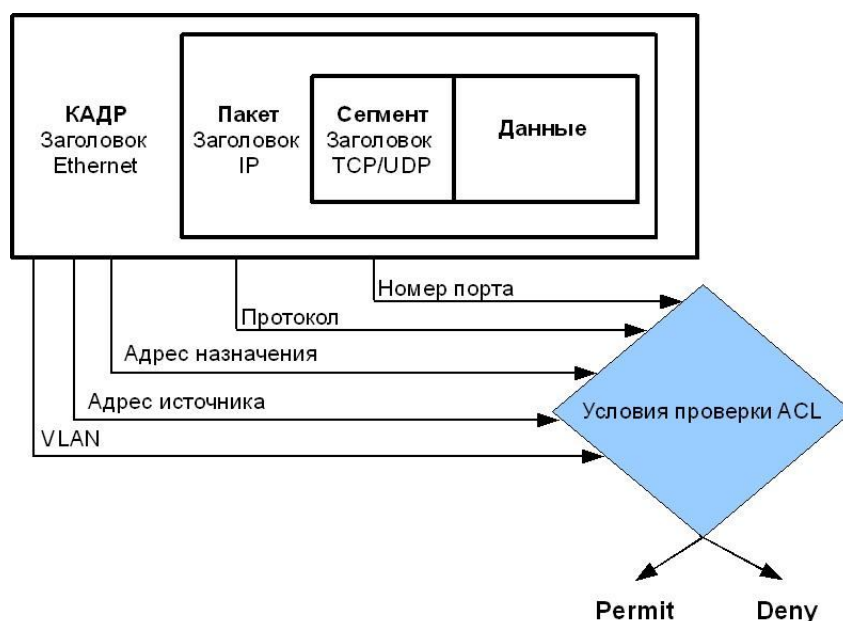 КАДР
Заголовок
Ethernet
Пакет
Заголовок
IP
Сегмент
Заголовок
TCP/UDP
Данные
Номер порта
Протокол
Адрес назначения
Адрес источника
VLAN
Условия проверки ACL
Permit
Deny